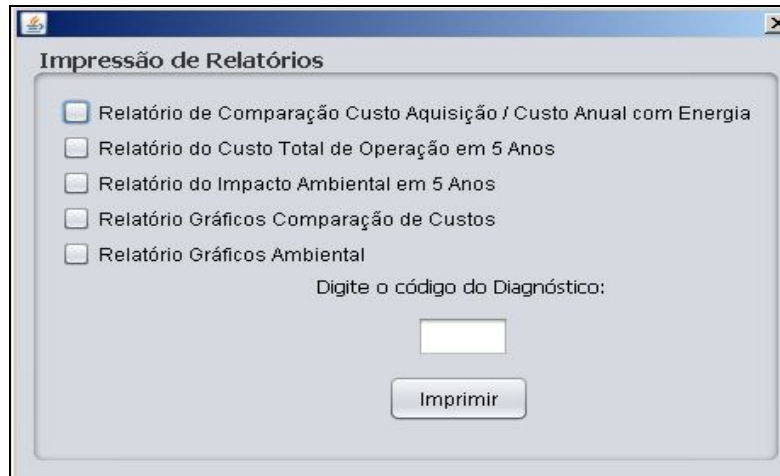 Impressão de Relatórios
Relatório de Comparação Custo Aquisição / Custo Anual com Energia
Relatório do Custo Total de Operação em 5 Anos
Relatório do Impacto Ambiental em 5 Anos
Relatório Gráficos Comparação de Custos
Relatório Gráficos Ambiental
Digite o código do Diagnóstico:
Imprimir